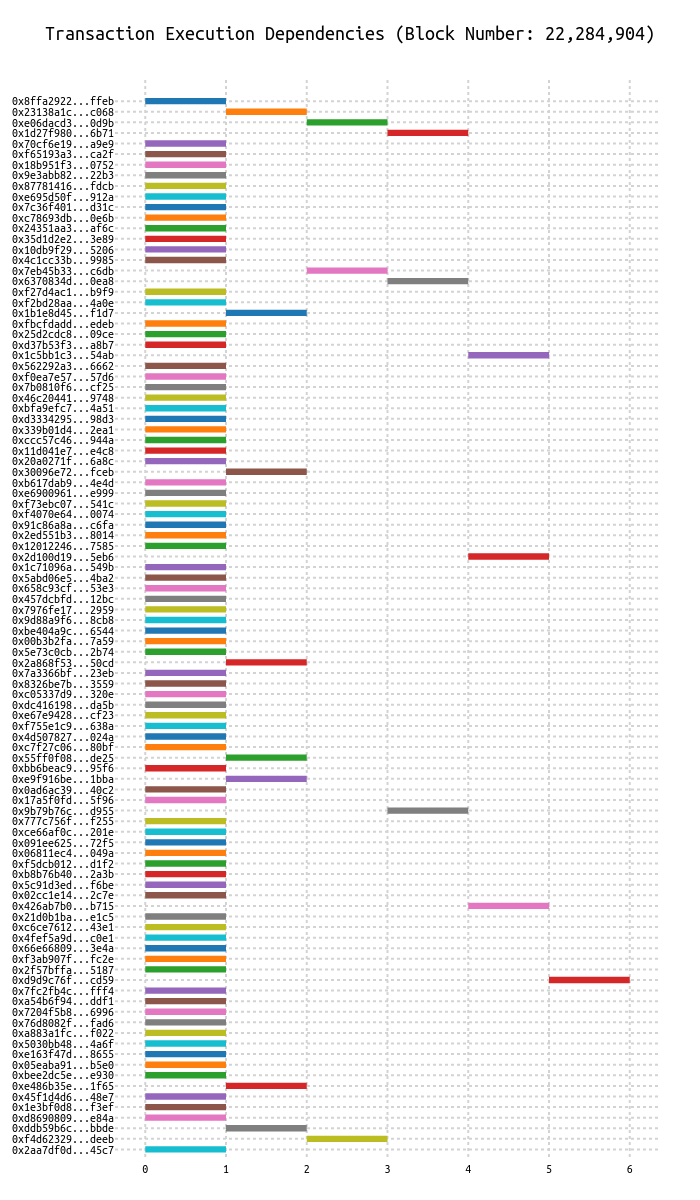 Transaction Execution Dependencies (Block Number: 22,284,904)
0x8ffa2922...ffeb
0x23138a1c...c068
0xe06dacd3...0d9b
0x1d27f980...6b71
0x70cf6e19...a9e9
0xf65193a3...ca2f
0x18b951f3...0752
0x9e3abb82...22b3
0x87781416...fdcb
0xe695d50f...912a
0x7c36f401...d31c
0xc78693db...0e6b
0x24351aa3...af6c
0x35d1d2e2...3e89
0x10db9f29...5206
0x4c1cc33b...9985
0x7eb45b33...c6db
0x6370834d...0ea8
0xf27d4ac1...b9f9
0xf2bd28aa...4a0e
0x1b1e8d45...f1d7
0xfbcfdadd...edeb
0x25d2cdc8...09ce
0xd37b53f3...a8b7
0x1c5bb1c3...54ab
0x562292a3...6662
0xf0ea7e57...57d6
0x7b0810f6...cf25
0x46c20441...9748
0xbfa9efc7...4a51
0xd3334295...98d3
0x339b01d4...2ea1
0xccc57c46...944a
0x11d041e7...e4c8
0x20a0271f...6a8c
0x30096e72...fceb
0xb617dab9...4e4d
0xe6900961...e999
0xf73ebc07...541c
0xf4070e64...0074
0x91c86a8a...c6fa
0x2ed551b3...8014
0x12012246...7585
0x2d100d19...5eb6
0x1c71096a...549b
0x5abd06e5...4ba2
0x658c93cf...53e3
0x457dcbfd...12bc
0x7976fe17...2959
0x9d88a9f6...8cb8
0xbe404a9c...6544
0x00b3b2fa...7a59
0x5e73c0cb...2b74
0x2a868f53...50cd
0x7a3366bf...23eb
0x8326be7b...3559
0xc05337d9...320e
0xdc416198...da5b
0xe67e9428...cf23
0xf755e1c9...638a
0x4d507827...024a
0xc7f27c06...80bf
0x55ff0f08...de25
0xbb6beac9...95f6
0xe9f916be...1bba
0x0ad6ac39...40c2
0x17a5f0fd...5f96
0x9b79b76c...d955
0x777c756f...f255
0xce66af0c...201e
0x091ee625...72f5
0x06811ec4...049a
0xf5dcb012...d1f2
0xb8b76b40...2a3b
0x5c91d3ed...f6be
0x02cc1e14...2c7e
0x426ab7b0...b715
0x21d0b1ba...e1c5
0xc6ce7612...43e1
0x4fef5a9d...c0e1
0x66e66809...3e4a
0xf3ab907f...fc2e
0x2f57bffa...5187
0xd9d9c76f...cd59
0x7fc2fb4c...fff4
0xa54b6f94...ddf1
0x7204f5b8...6996
0x76d8082f...fad6
0xa883a1fc...f022
0x5030bb48...4a6f
0xe163f47d...8655
0x05eaba91...b5e0
0xbee2dc5e...e930
0xe486b35e...1f65
0x45f1d4d6...48e7
0x1e3bf0d8...f3ef
0xd8690809...e84a
0xddb59b6c...bbde
0xf4d62329...deeb
0x2aa7df0d...45c7
0 1 2 3 4 5 6